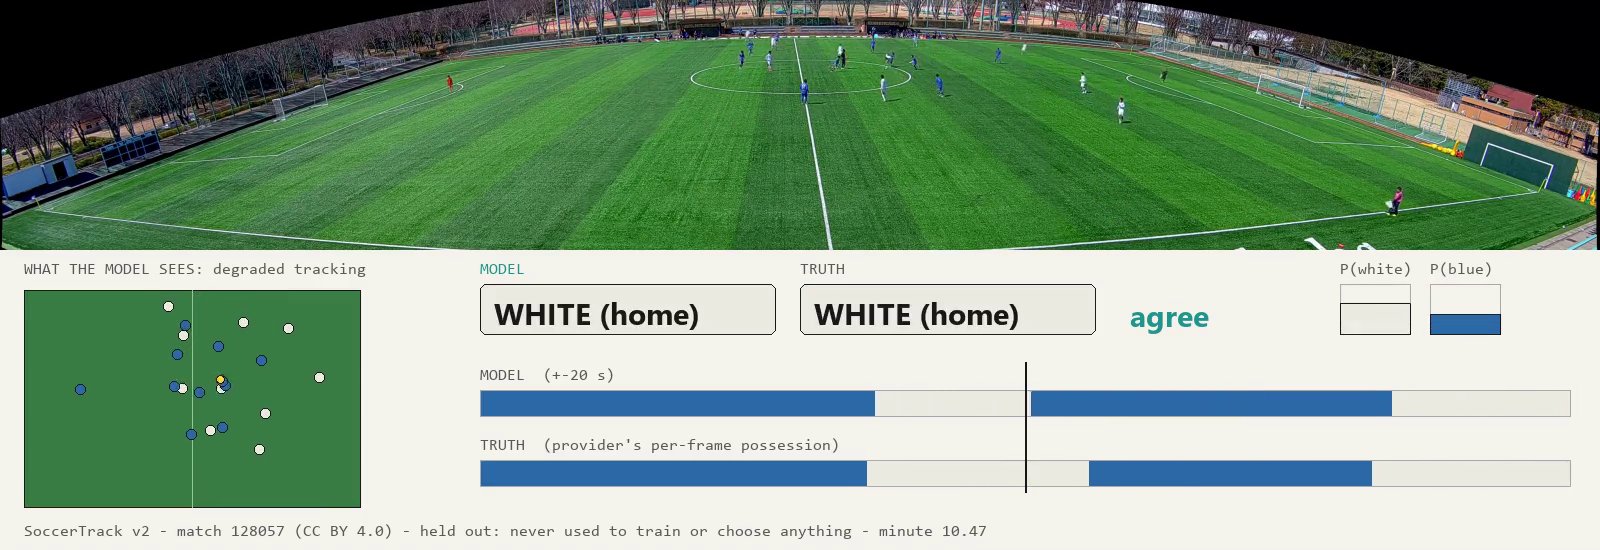 WHAT THE MODEL SEES: degraded tracking
MODEL
TRUTH
P(white)
P(blue)
WHITE (home)
WHITE (home)
agree
MODEL (+-20 s)
TRUTH (provider's per-frame possession)
SoccerTrack v2 - match 128057 (CC BY 4.0) - held out: never used to train or choose anything - minute 10.47